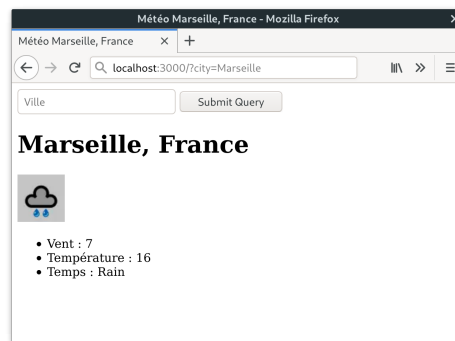 Météo Marseille, France - Mozilla Firefox
Météo Marseille, France
localhost:3000/?city=Marseille
Ville
Submit Query
Marseille, France
Vent : 7
Température : 16
Temps : Rain